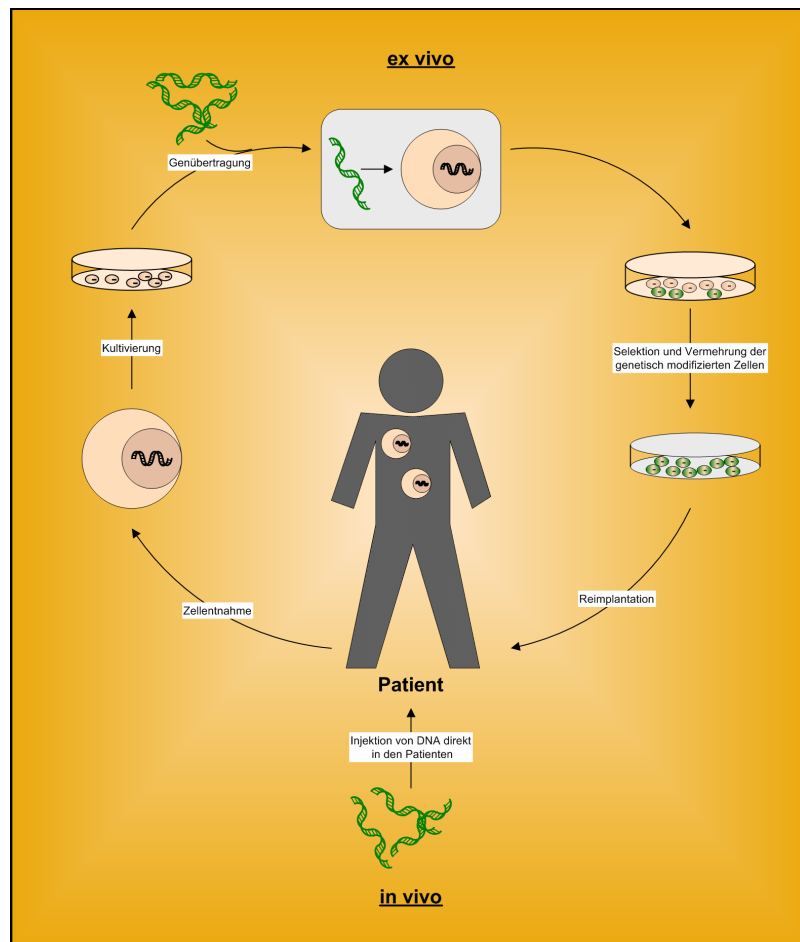 ex vivo
Genübertragung
Kultivierung
Selektion und Vermehrung der
genetisch modifizierten Zellen
Zellentnahme
Reimplantation
Patient
Injektion von DNA direkt
in den Patienten
in vivo